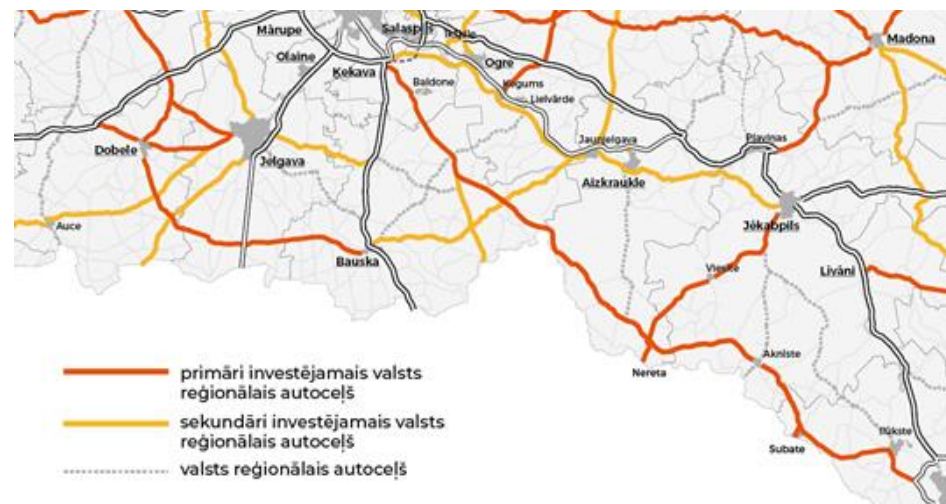 Mārupe
Salaspils
Ikšķile
Madona
Olaine
Ogre
Ķekava
Baldone
Ķegums
Lielvārde
Dobele
Jelgava
Jaunjelgava
Pļaviņas
Aizkraukle
Auce
Jēkabpils
Bauska
Viesīte
Līvāni
Nereta
Aknīste
Subate
Ilūkste
primāri investējamais valsts
reģionālais autoceļš
sekundāri investējamais valsts
reģionālais autoceļš
valsts reģionālais autoceļš